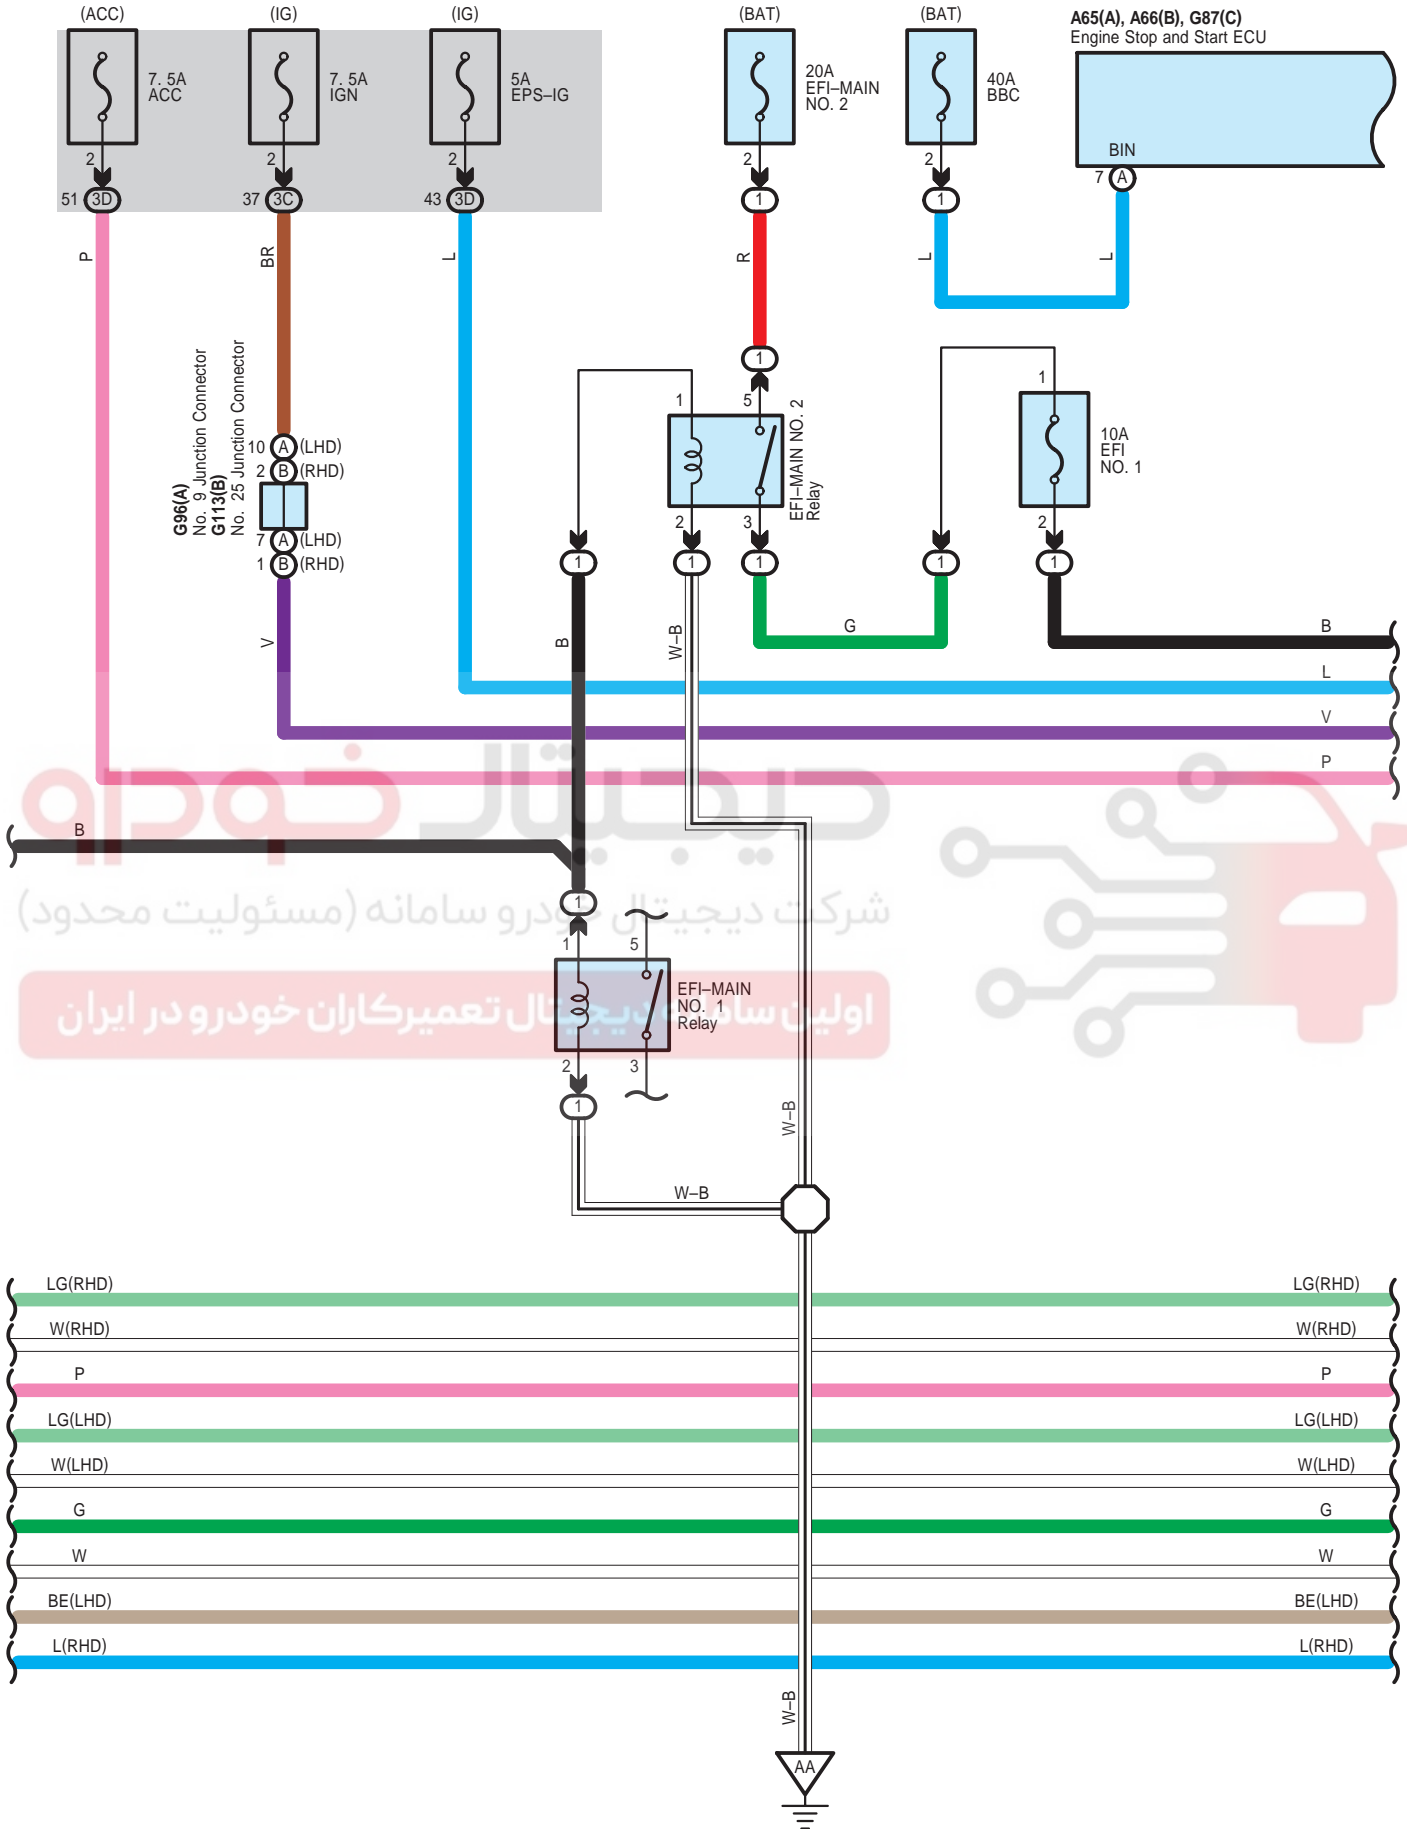 (ACC)
(IG)
(IG)
(BAT)
(BAT)
A65(A), A66(B), G87(C)
Engine Stop and Start ECU
7. 5A
ACC
7. 5A
IGN
5A
EPS–IG
20A
EFI–MAIN
NO. 2
40A
BBC
BIN
2
2
2
2
2
7 A
51 3D
37 3C
43 3D
1
1
P
BR
L
R
L
L
1
G96(A)
No. 9 Junction Connector
G113(B)
No. 25 Junction Connector
10 A (LHD)
2 B (RHD)
7 A (LHD)
1 B (RHD)
1
5
2
3
EFI–MAIN NO. 2
Relay
1
10A
EFI
NO. 1
2
1
1
1
1
1
V
B
W–B
G
B
L
V
P
دیجیتال خودرو
B
شرکت دیجیتال خودرو سامانه (مسئولیت محدود)
1
1
5
EFI–MAIN
NO. 1
Relay
اولین سامانه دیجیتال تعمیرکاران خودرو در ایران
2
3
1
W–B
W–B
LG(RHD)
LG(RHD)
W(RHD)
W(RHD)
P
P
LG(LHD)
LG(LHD)
W(LHD)
W(LHD)
G
G
W
W
BE(LHD)
BE(LHD)
L(RHD)
L(RHD)
W–B
AA